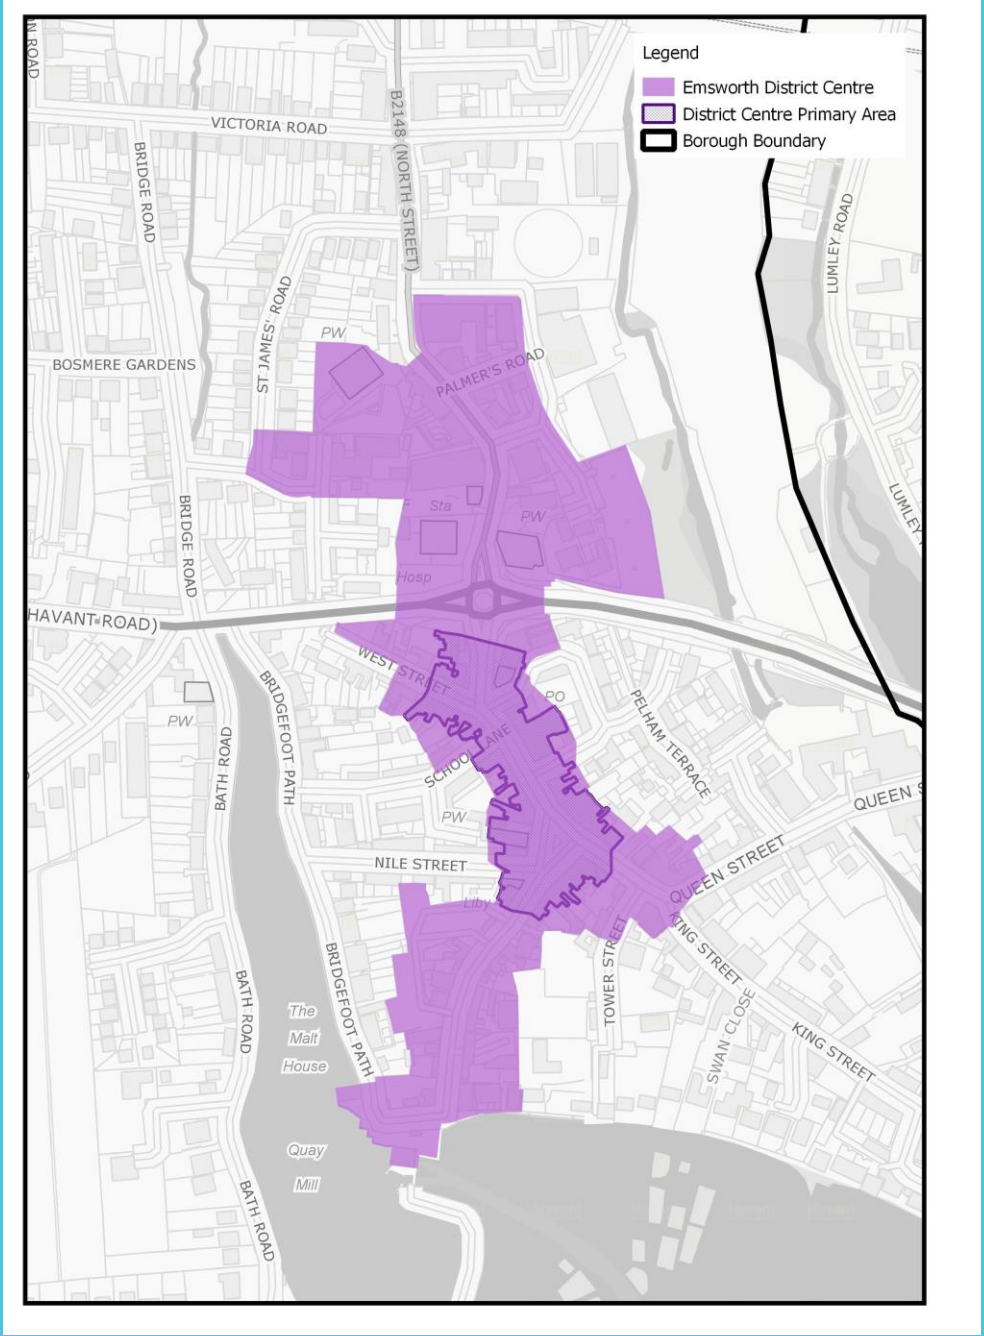 Legend
Emsworth District Centre
District Centre Primary Area
Borough Boundary
N ROAD
VICTORIA ROAD
B2148 (NORTH STREET)
BRIDGE ROAD
LUMLEY ROAD
ST JAMES' ROAD
PW
BOSMERE GARDENS
PALMER'S ROAD
LUMLEY
BRIDGE ROAD
Sta
PW
Hosp
HAVANT ROAD)
WEST STREET
BRIDGEFOOT PATH
PW
PO
PELHAM TERRACE
BATH ROAD
SCHOOL LANE
QUEEN S
PW
NILE STREET
QUEEN STREET
Liby
KING STREET
TOWER STREET
BRIDGEFOOT PATH
BATH ROAD
The
Malt
House
SWAN CLOSE
KING STREET
Quay
Mill
BATH ROAD